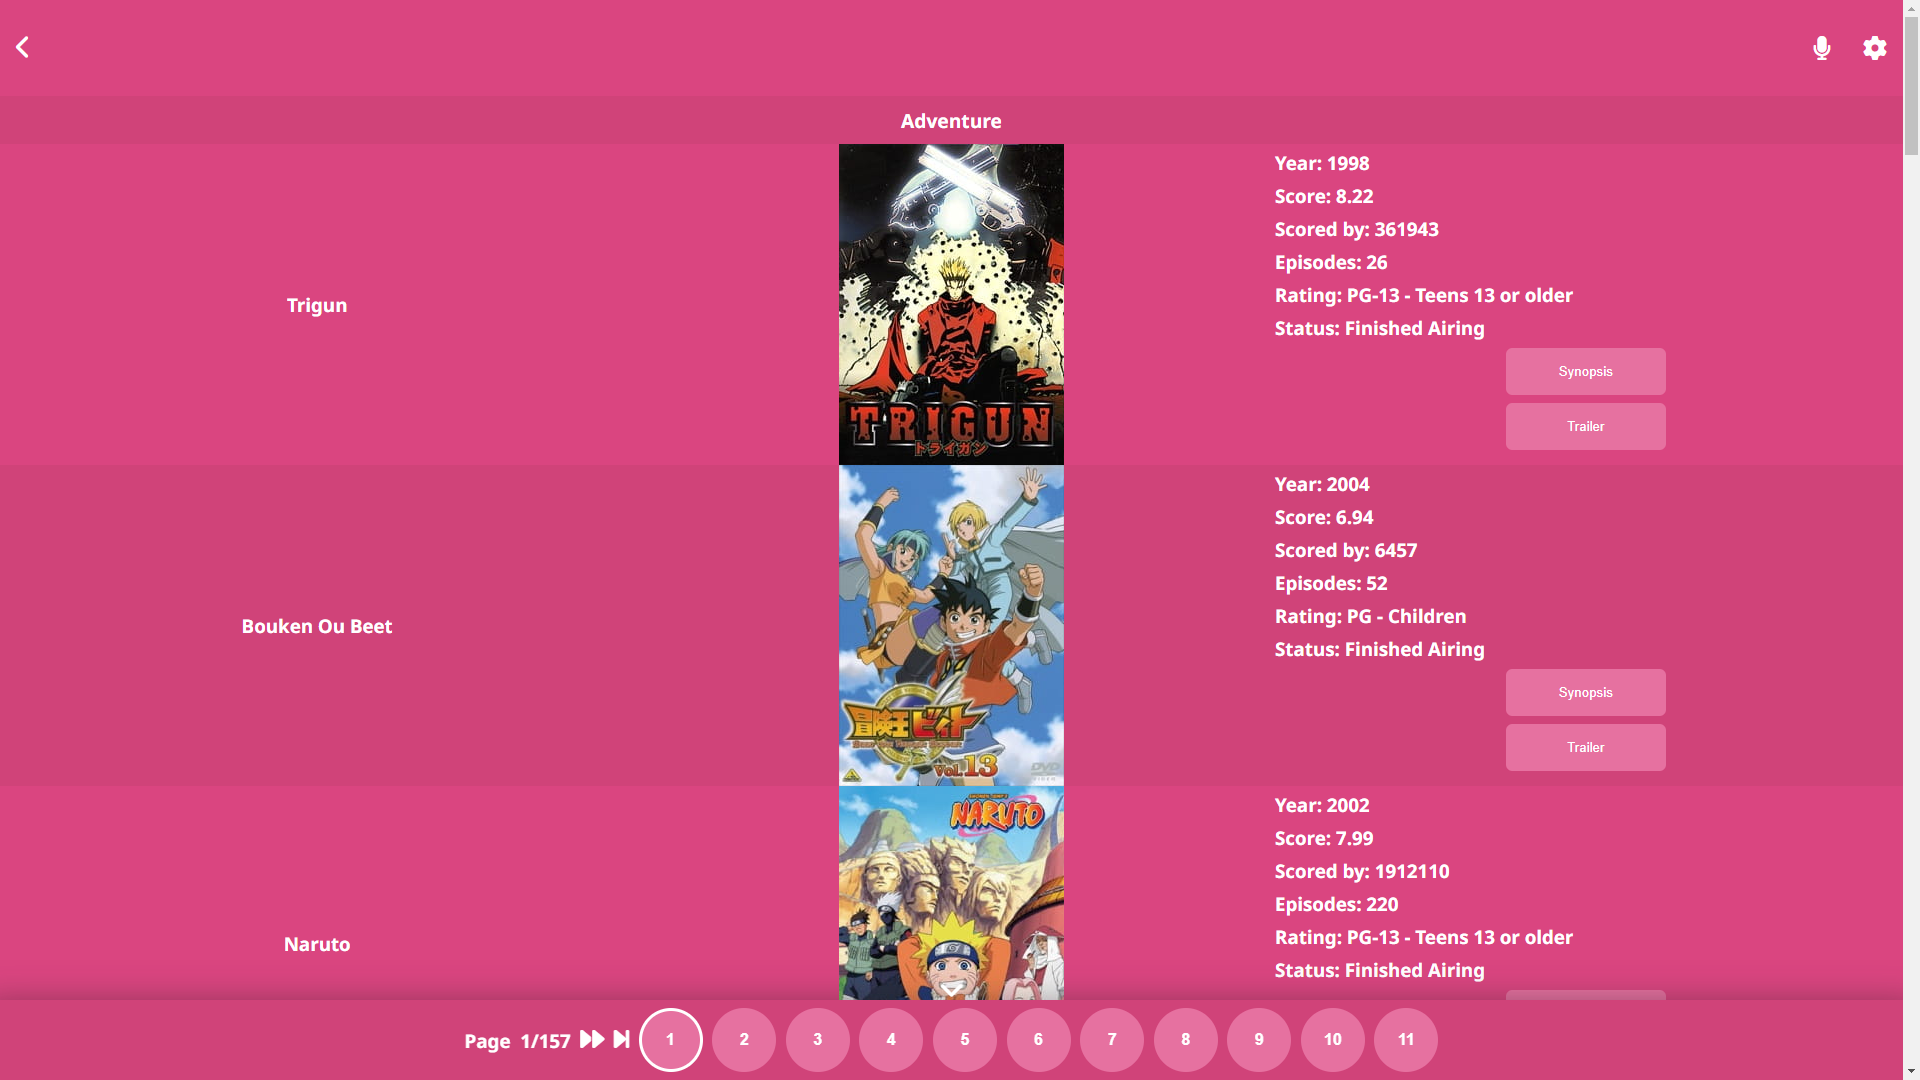 Adventure
Trigun
TRIGUN
トライガン
Year: 1998
Score: 8.22
Scored by: 361943
Episodes: 26
Rating: PG-13 - Teens 13 or older
Status: Finished Airing
Synopsis
Trailer
Bouken Ou Beet
冒険王ビィト
Vol.13
DVD
VIDEO
Year: 2004
Score: 6.94
Scored by: 6457
Episodes: 52
Rating: PG - Children
Status: Finished Airing
Synopsis
Trailer
Naruto
NARUTO
Year: 2002
Score: 7.99
Scored by: 1912110
Episodes: 220
Rating: PG-13 - Teens 13 or older
Status: Finished Airing
Page 1/157 1 2 3 4 5 6 7 8 9 10 11